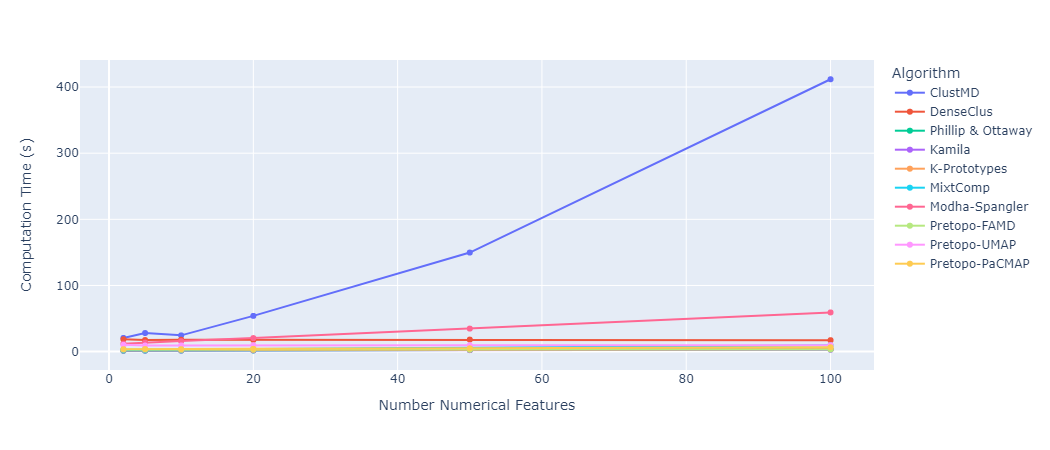 Computation Time (s)
400
300
200
100
0
0
20
40
60
80
100
Number Numerical Features
Algorithm
ClustMD
DenseClus
Phillip & Ottaway
Kamila
K-Prototypes
MixtComp
Modha-Spangler
Pretopo-FAMD
Pretopo-UMAP
Pretopo-PaCMAP